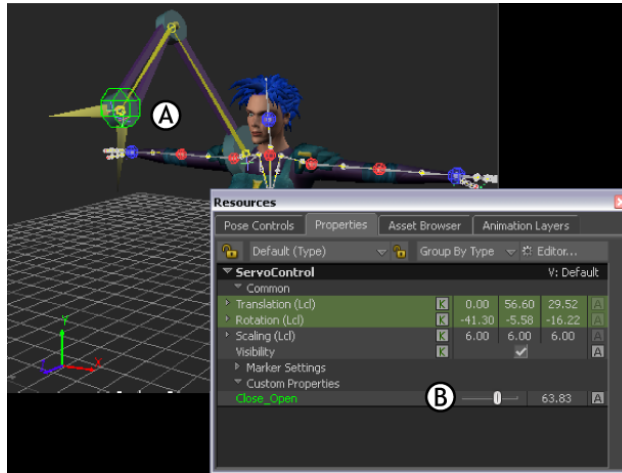 A
Resources
Pose Controls Properties Asset Browser Animation Layers
Default (Type) Group By Type Editor...
ServoControl V: Default
Common
Translation (Lcl) K 0.00 56.60 29.52 A
Rotation (Lcl) K -41.30 -5.58 -16.22 A
Scaling (Lcl) K 6.00 6.00 6.00 A
Visibility K A
Marker Settings
Custom Properties
Close_Open B 63.83 A
Y
X